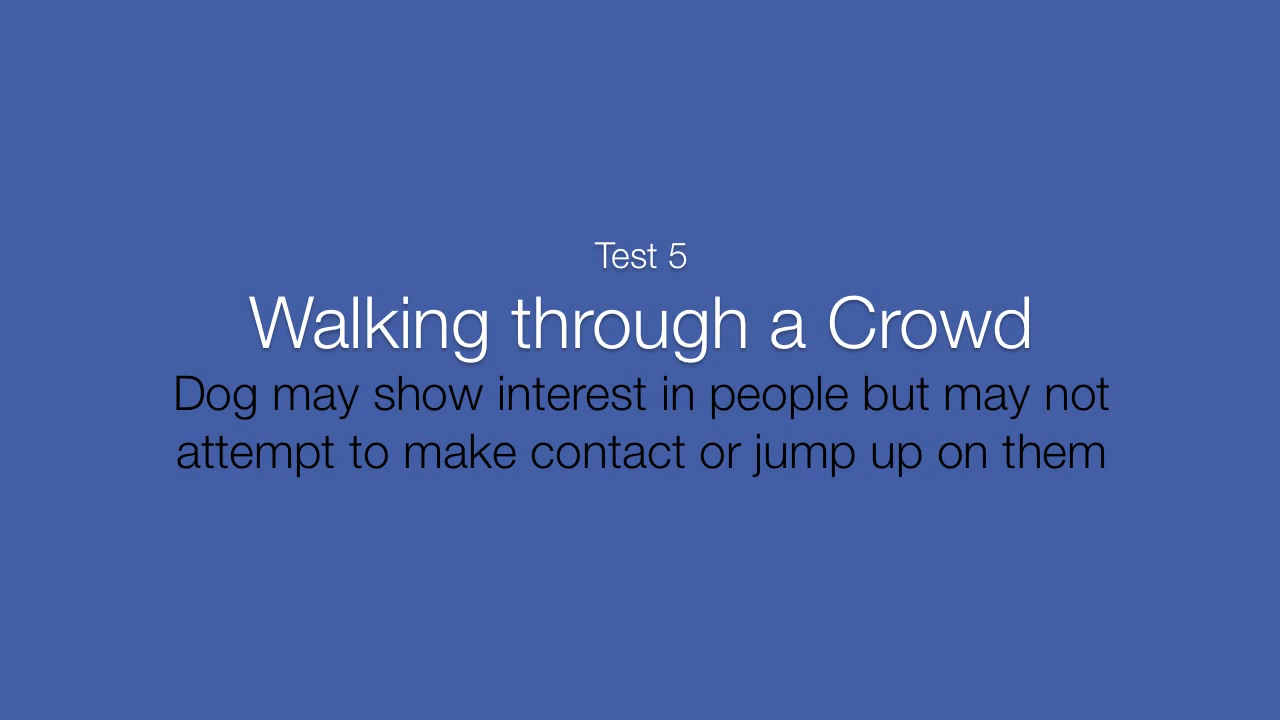 Test 5
Walking through a Crowd
Dog may show interest in people but may not
attempt to make contact or jump up on them